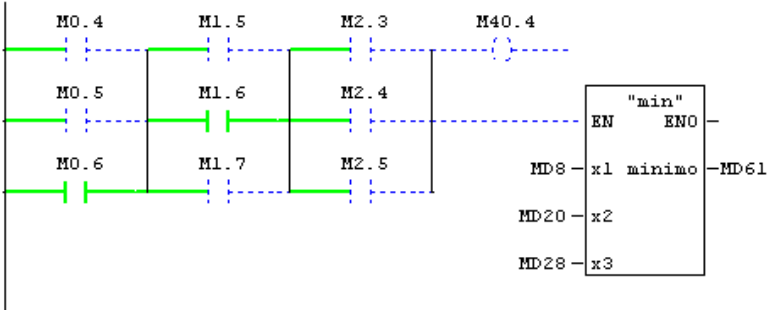 M0.4 M1.5 M2.3 M40.4
M0.5 M1.6 M2.4
"min"
EN ENO
M0.6 M1.7 M2.5
MD8 x1 minimo MD61
MD20 x2
MD28 x3